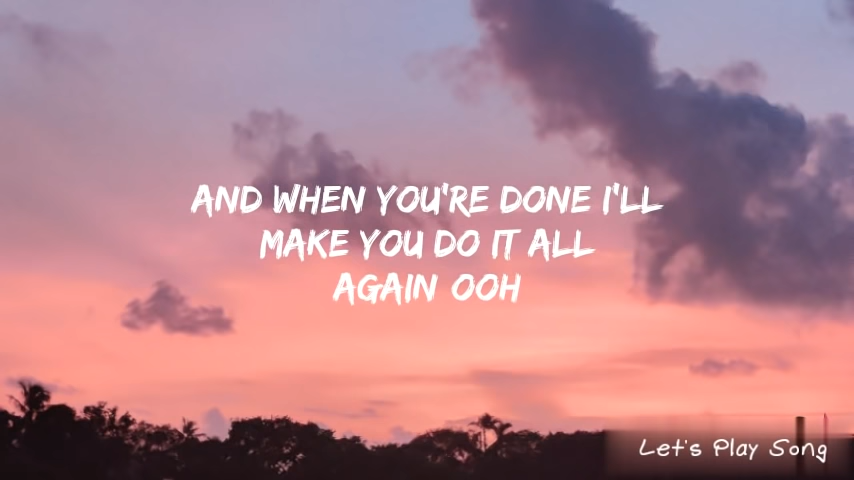 AND WHEN YOU'RE DONE I'LL
MAKE YOU DO IT ALL
AGAIN OOH
Let's Play Song